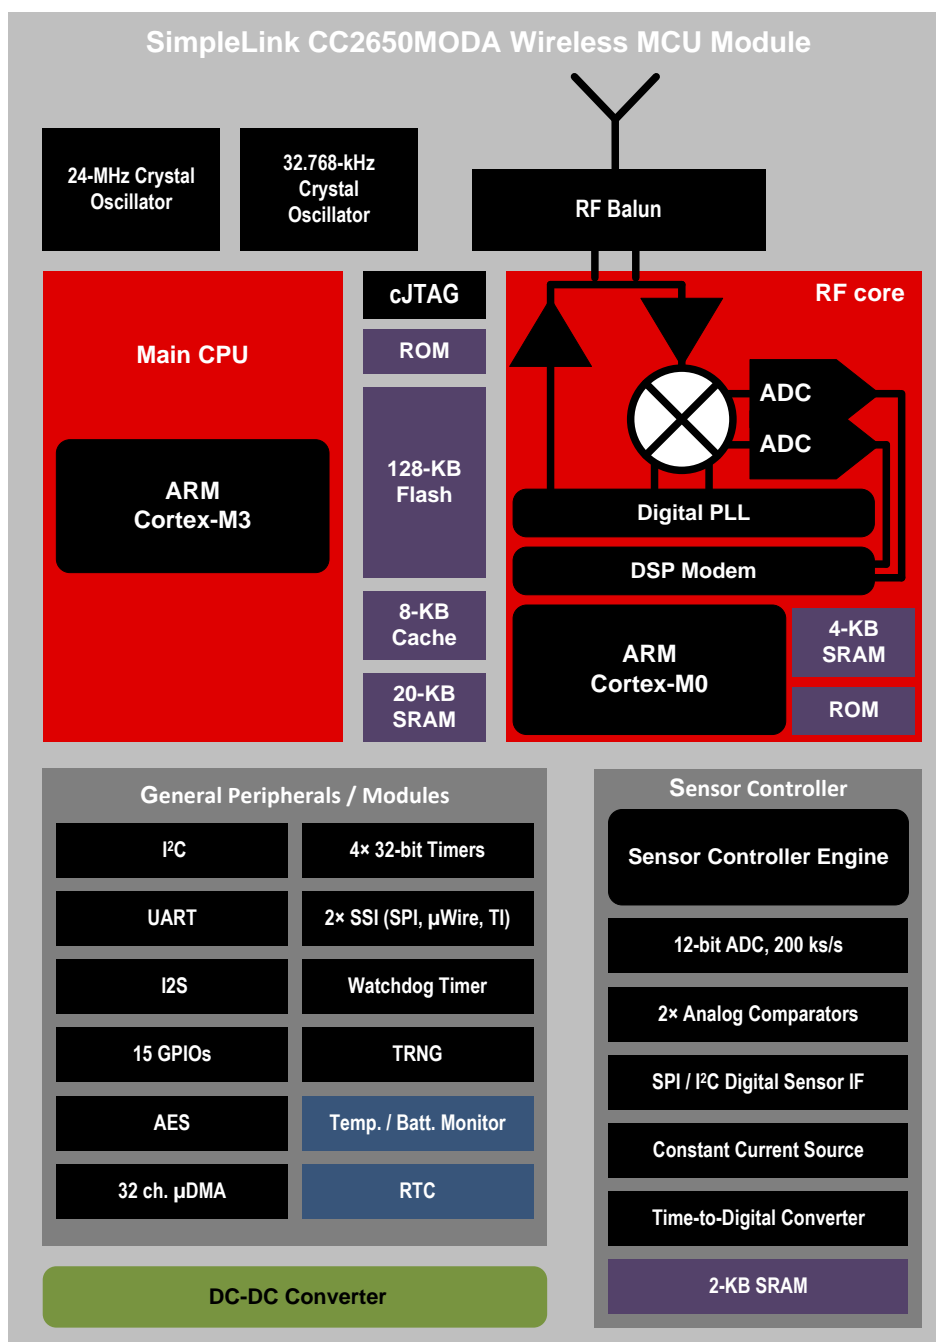 SimpleLink CC2650MODA Wireless MCU Module
24-MHz Crystal
Oscillator
32.768-kHz
Crystal
Oscillator
RF Balun
Main CPU
ARM
Cortex-M3
cJTAG
ROM
128-KB
Flash
8-KB
Cache
20-KB
SRAM
RF core
ADC
ADC
Digital PLL
DSP Modem
ARM
Cortex-M0
4-KB
SRAM
ROM
General Peripherals / Modules
I²C
4× 32-bit Timers
UART
2× SSI (SPI, µWire, TI)
I2S
Watchdog Timer
15 GPIOs
TRNG
AES
Temp. / Batt. Monitor
32 ch. µDMA
RTC
Sensor Controller
Sensor Controller Engine
12-bit ADC, 200 ks/s
2× Analog Comparators
SPI / I²C Digital Sensor IF
Constant Current Source
Time-to-Digital Converter
2-KB SRAM
DC-DC Converter